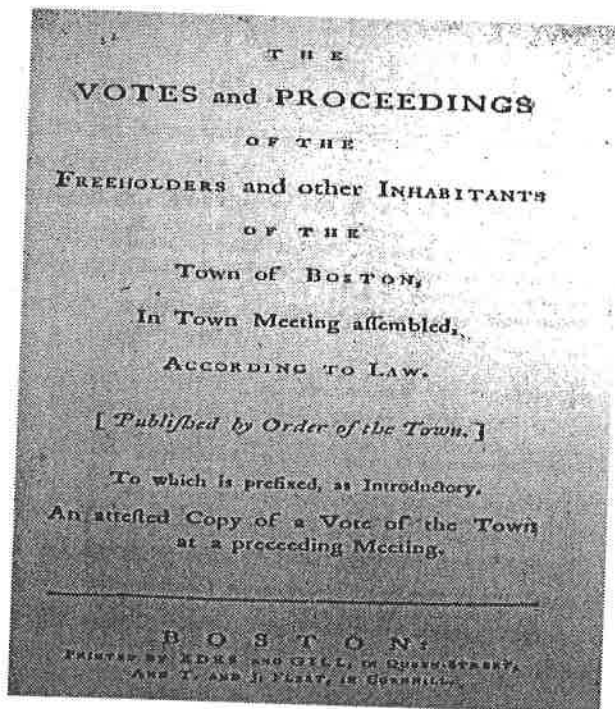 THE
VOTES and PROCEEDINGS
OF THE
FREEHOLDERS and other INHABITANTS
OF THE
Town of BOSTON,
In Town Meeting aſſembled,
ACCORDING TO LAW.
[ Publiſhed by Order of the Town. ]
To which is prefixed, as Introductory,
An atteſted Copy of a Vote of the Town
at a preceeding Meeting.
BOSTON:
PRINTED BY EDES AND GILL, IN QUEEN-STREET,
AND T. AND J. FLEET, IN CORNHILL.